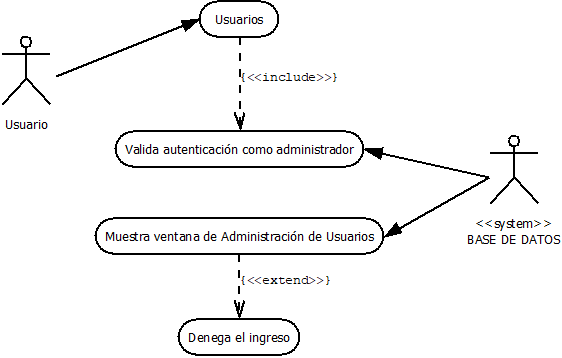 Usuarios
{<<include>>}
Usuario
Valida autenticación como administrador
<<system>>
BASE DE DATOS
Muestra ventana de Administración de Usuarios
{<<extend>>}
Denega el ingreso